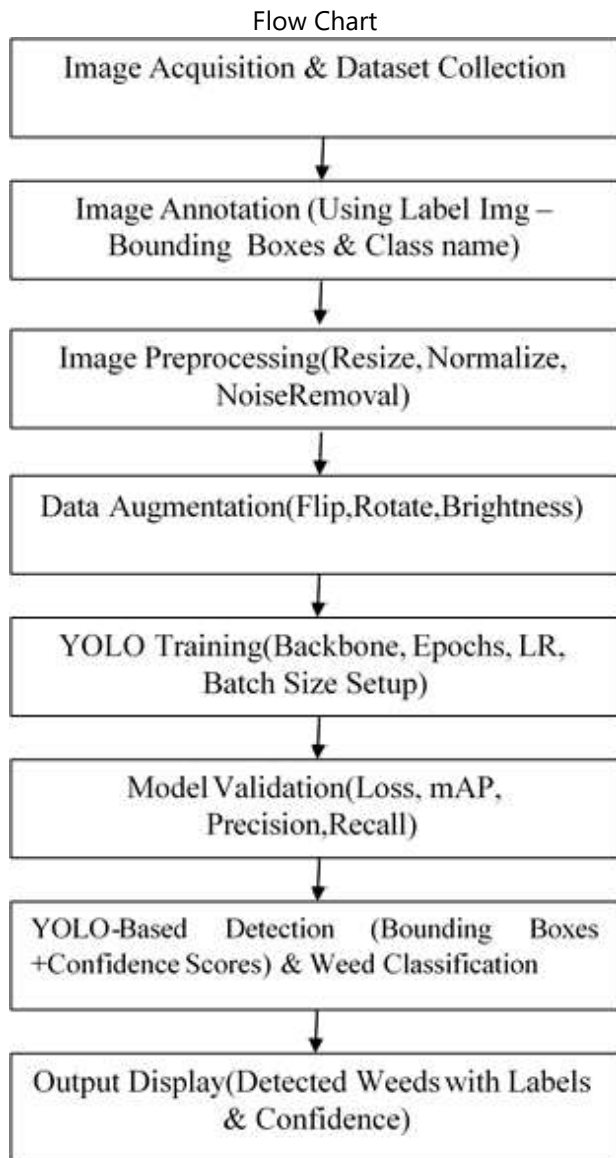 Flow Chart
Image Acquisition & Dataset Collection
Image Annotation (Using Label Img –
Bounding Boxes & Class name)
Image Preprocessing(Resize, Normalize,
NoiseRemoval)
Data Augmentation(Flip,Rotate,Brightness)
YOLO Training(Backbone, Epochs, LR,
Batch Size Setup)
Model Validation(Loss, mAP,
Precision,Recall)
YOLO-Based Detection (Bounding Boxes
+Confidence Scores) & Weed Classification
Output Display(Detected Weeds with Labels
& Confidence)